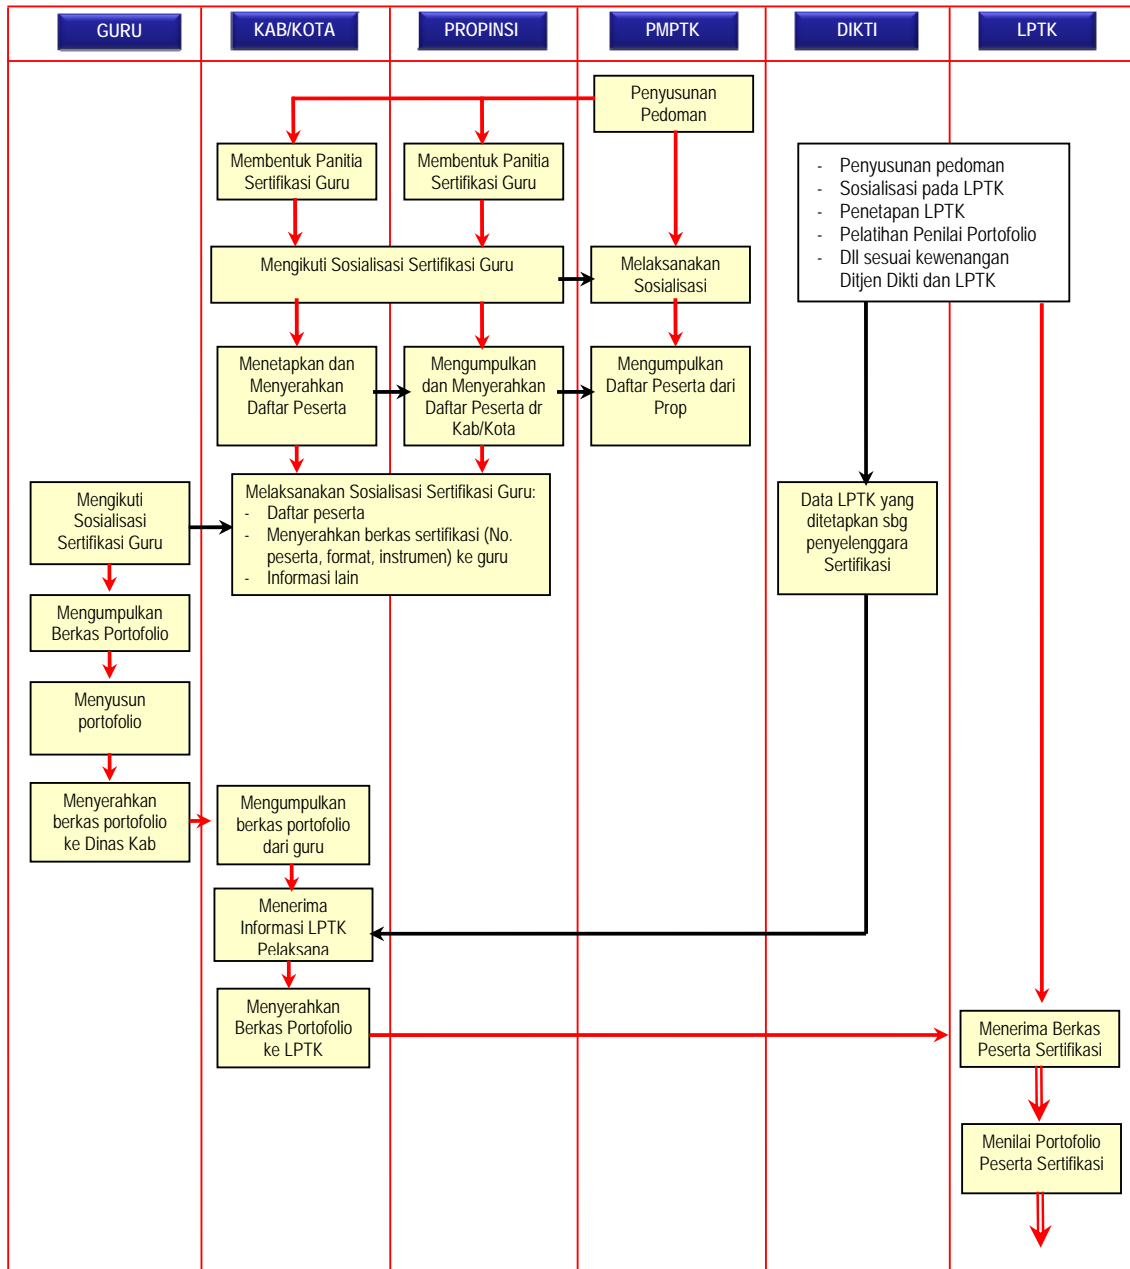 GURU
KAB/KOTA
PROPINSI
PMPTK
DIKTI
LPTK
Penyusunan
Pedoman
Membentuk Panitia
Sertifikasi Guru
Membentuk Panitia
Sertifikasi Guru
- Penyusunan pedoman
- Sosialisasi pada LPTK
- Penetapan LPTK
- Pelatihan Penilai Portofolio
- Dll sesuai kewenangan
Ditjen Dikti dan LPTK
Mengikuti Sosialisasi Sertifikasi Guru
Melaksanakan
Sosialisasi
Menetapkan dan
Menyerahkan
Daftar Peserta
Mengumpulkan
dan Menyerahkan
Daftar Peserta dr
Kab/Kota
Mengumpulkan
Daftar Peserta dari
Prop
Mengikuti
Sosialisasi
Sertifikasi Guru
Melaksanakan Sosialisasi Sertifikasi Guru:
- Daftar peserta
- Menyerahkan berkas sertifikasi (No.
peserta, format, instrumen) ke guru
- Informasi lain
Data LPTK yang
ditetapkan sbg
penyelenggara
Sertifikasi
Mengumpulkan
Berkas Portofolio
Menyusun
portofolio
Menyerahkan
berkas portofolio
ke Dinas Kab
Mengumpulkan
berkas portofolio
dari guru
Menerima
Informasi LPTK
Pelaksana
Menyerahkan
Berkas Portofolio
ke LPTK
Menerima Berkas
Peserta Sertifikasi
Menilai Portofolio
Peserta Sertifikasi